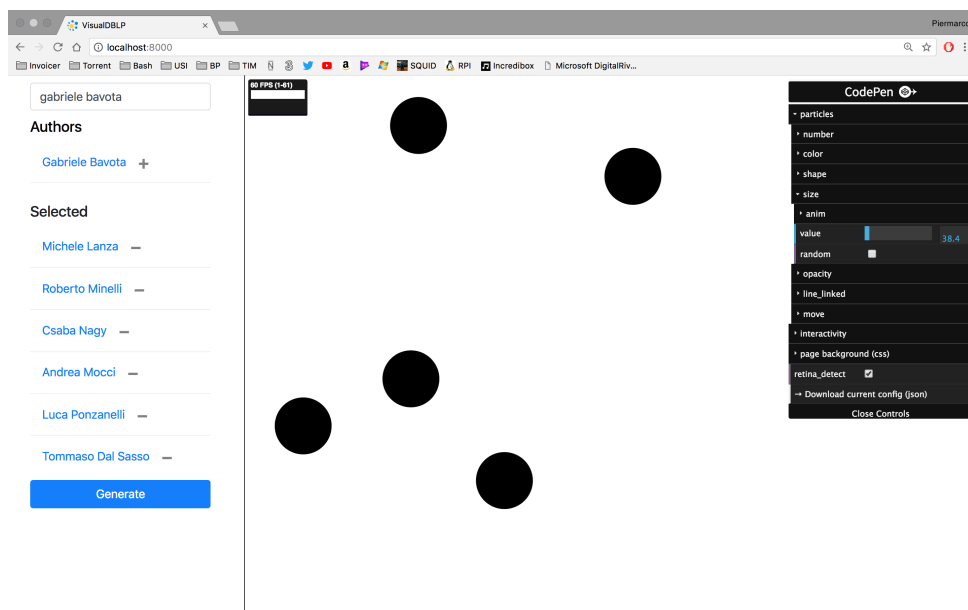 VisualDBLP ×
Piermarco
localhost:8000
Invoicer Torrent Bash USI BP TIM SQUID RPI Incredibox Microsoft DigitalRiv...
gabriele bavota
Authors
Gabriele Bavota +
Selected
Michele Lanza −
Roberto Minelli −
Csaba Nagy −
Andrea Mocci −
Luca Ponzanelli −
Tommaso Dal Sasso −
Generate
60 FPS (1-61)
CodePen
particles
number
color
shape
size
anim
value 38.4
random
opacity
line_linked
move
interactivity
page background (css)
retina_detect
→ Download current config (json)
Close Controls